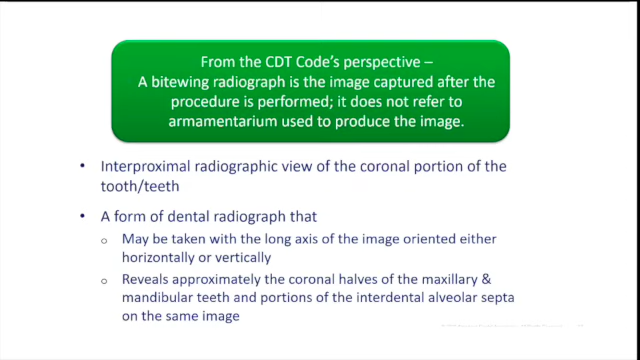 From the CDT Code's perspective –
A bitewing radiograph is the image captured after the
procedure is performed; it does not refer to
armamentarium used to produce the image.
• Interproximal radiographic view of the coronal portion of the
tooth/teeth
• A form of dental radiograph that
o May be taken with the long axis of the image oriented either
horizontally or vertically
o Reveals approximately the coronal halves of the maxillary &
mandibular teeth and portions of the interdental alveolar septa
on the same image